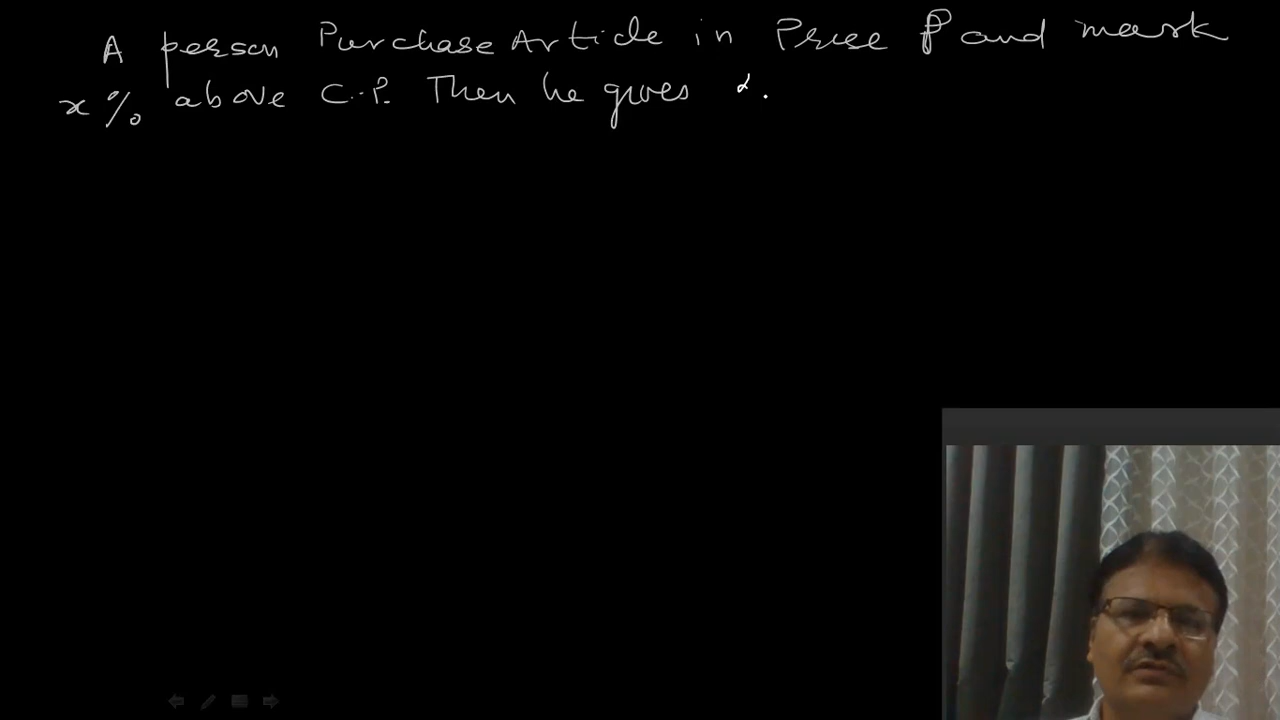 A person Purchase Article in Price P and mark
x% above C.P. Then he gives